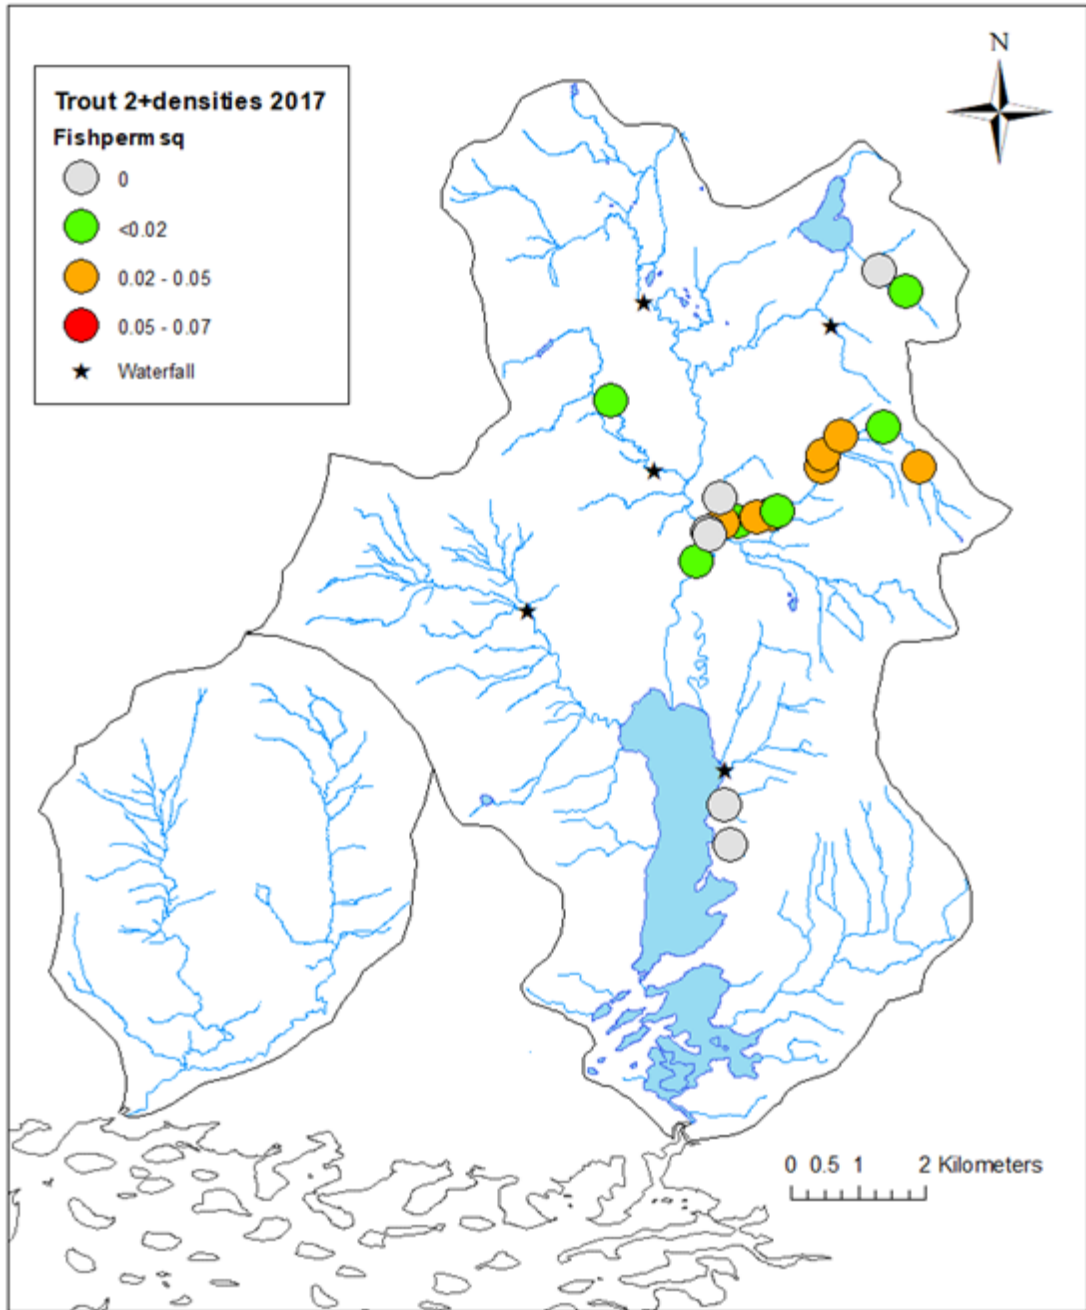 N
Trout 2+densities 2017
Fishperm sq
0
<0.02
0.02 - 0.05
0.05 - 0.07
Waterfall
0 0.5 1 2 Kilometers